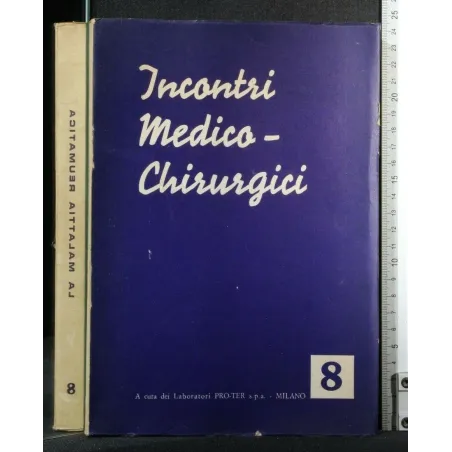 Incontri
Medico -
Chirurgici
8
A cura dei Laboratori PRO-TER s.p.a. - MILANO
LA MALATTIA REUMATICA
8